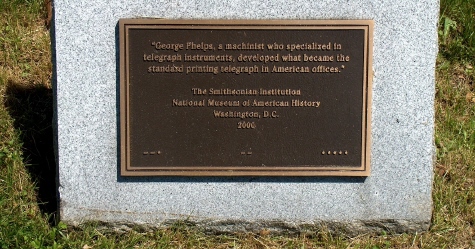 "George Phelps, a machinist who specialized in
telegraph instruments, developed what became the
standard printing telegraph in American offices."
The Smithsonian Institution
National Museum of American History
Washington, D.C.
2006
— — • — — • • • • •